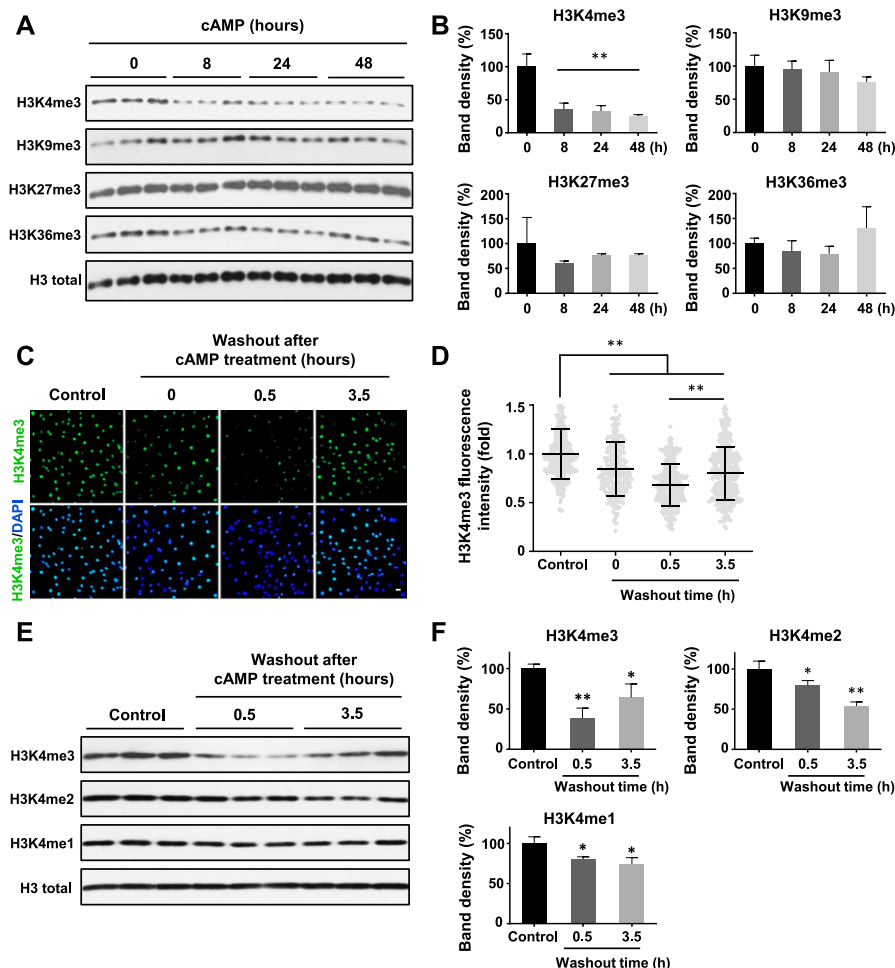 A
cAMP (hours)
0 8 24 48
H3K4me3
H3K9me3
H3K27me3
H3K36me3
H3 total
B
H3K4me3
Band density (%)
150
100
50
0
**
0 8 24 48 (h)
H3K9me3
Band density (%)
150
100
50
0
0 8 24 48 (h)
H3K27me3
Band density (%)
200
150
100
50
0
0 8 24 48 (h)
H3K36me3
Band density (%)
200
150
100
50
0
0 8 24 48 (h)
C
Washout after
cAMP treatment (hours)
Control 0 0.5 3.5
H3K4me3
H3K4me3/DAPI
D
H3K4me3 fluorescence
intensity (fold)
1.5
1.0
0.5
0
**
**
Control 0 0.5 3.5
Washout time (h)
E
Washout after
cAMP treatment (hours)
Control 0.5 3.5
H3K4me3
H3K4me2
H3K4me1
H3 total
F
H3K4me3
Band density (%)
100
50
0
**
*
Control 0.5 3.5
Washout time (h)
H3K4me2
Band density (%)
100
50
0
*
**
Control 0.5 3.5
Washout time (h)
H3K4me1
Band density (%)
100
50
0
*
*
Control 0.5 3.5
Washout time (h)